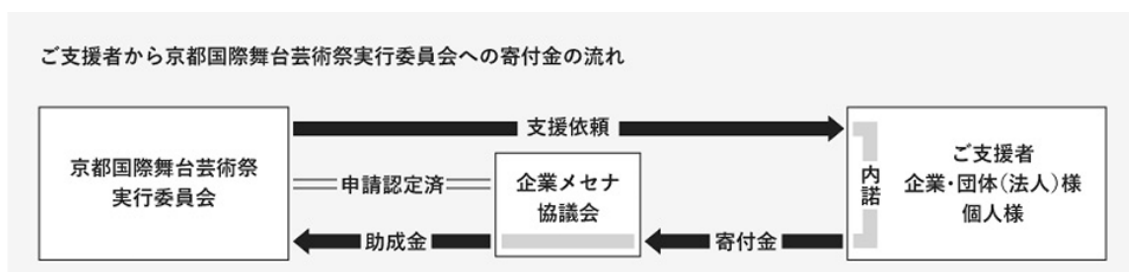 ご支援者から京都国際舞台芸術祭実行委員会への寄付金の流れ
京都国際舞台芸術祭
実行委員会
支援依頼
申請認定済
企業メセナ
協議会
助成金
寄付金
内諾
ご支援者
企業・団体(法人)様
個人様